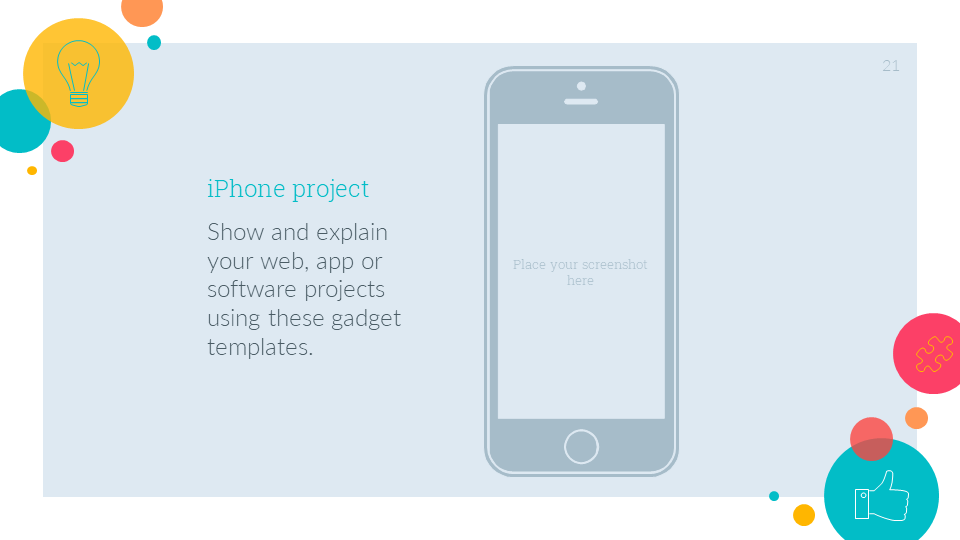 21
iPhone project
Show and explain
your web, app or
software projects
using these gadget
templates.
Place your screenshot
here